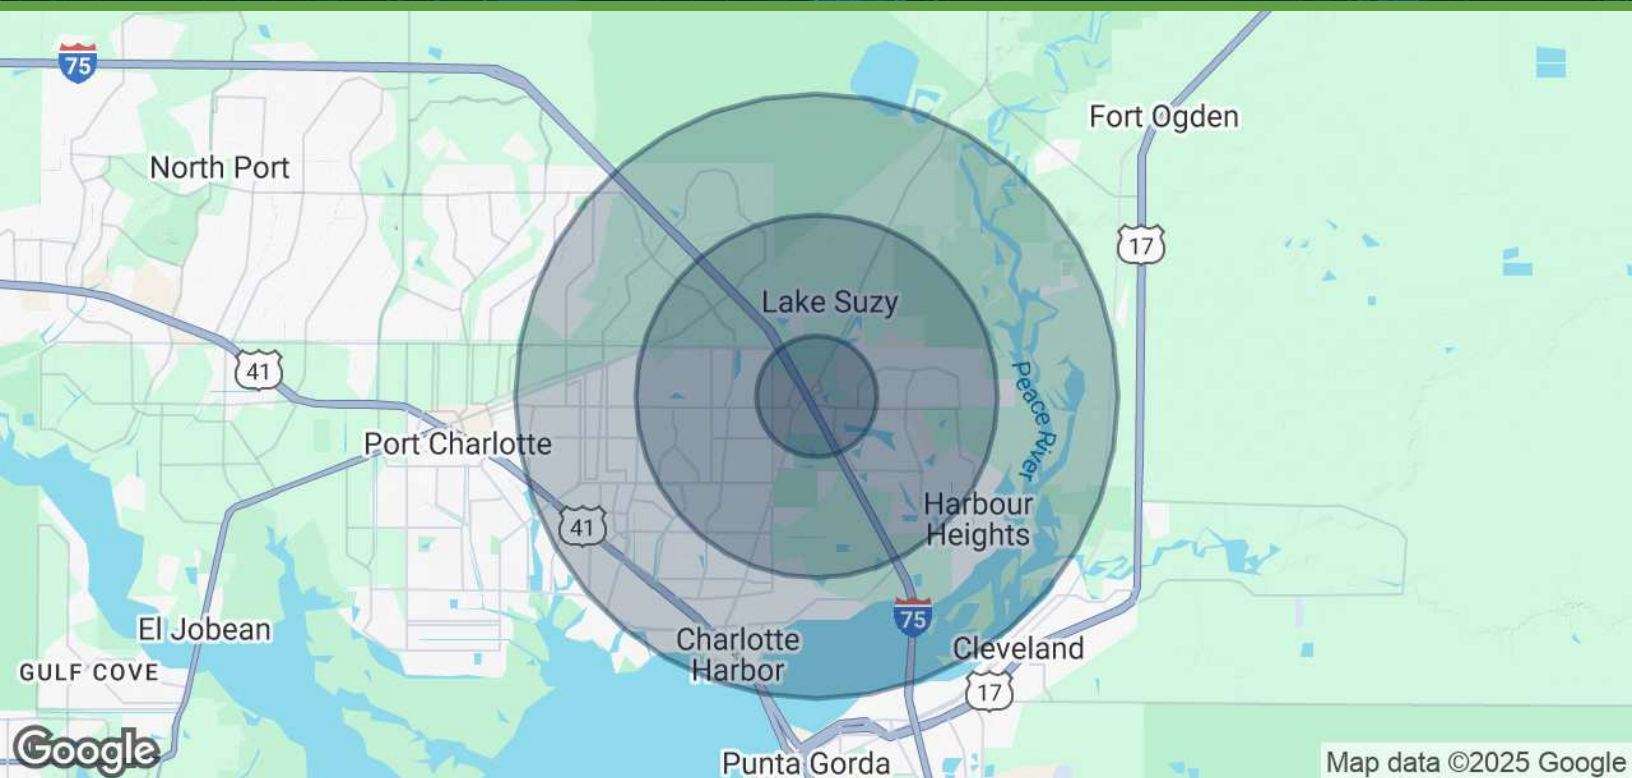 75
Fort Ogden
North Port
17
Lake Suzy
41
Peace River
Port Charlotte
Harbour
Heights
41
75
El Jobean
Charlotte
Harbor
Cleveland
GULF COVE
17
Google
Punta Gorda
Map data ©2025 Google